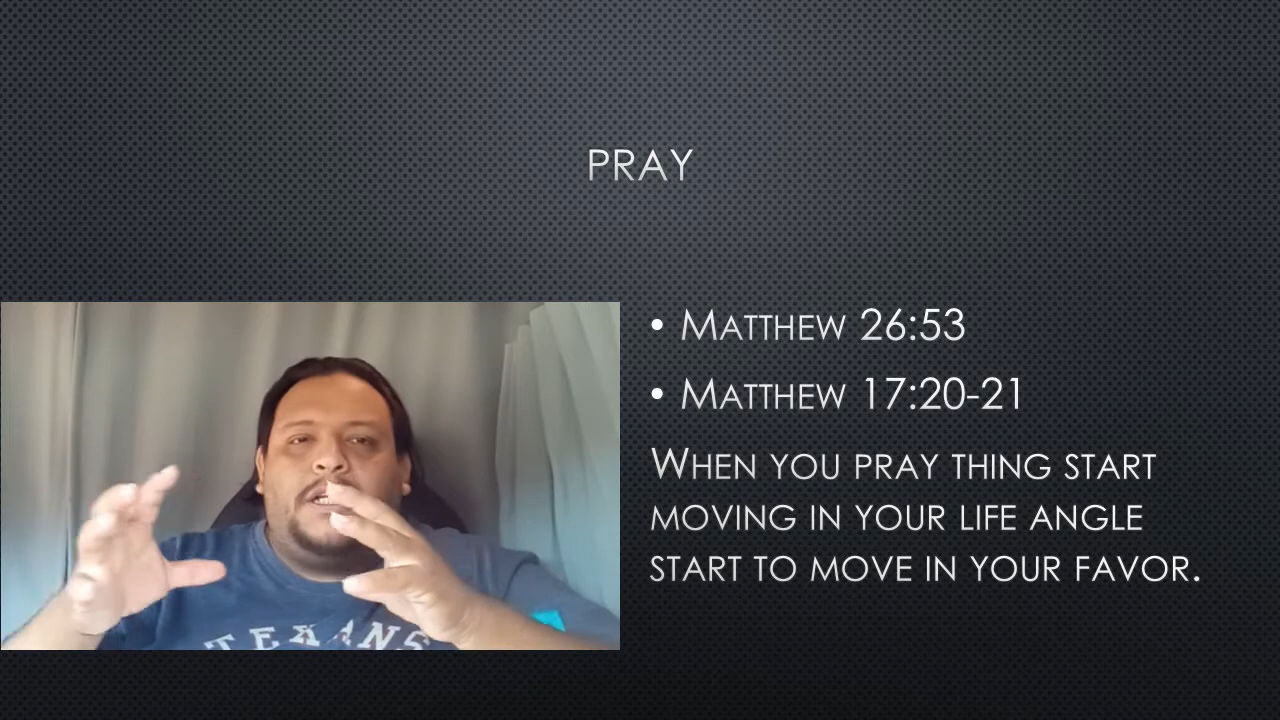 PRAY
• MATTHEW 26:53
• MATTHEW 17:20-21
WHEN YOU PRAY THING START
MOVING IN YOUR LIFE ANGLE
START TO MOVE IN YOUR FAVOR.
TEXANS